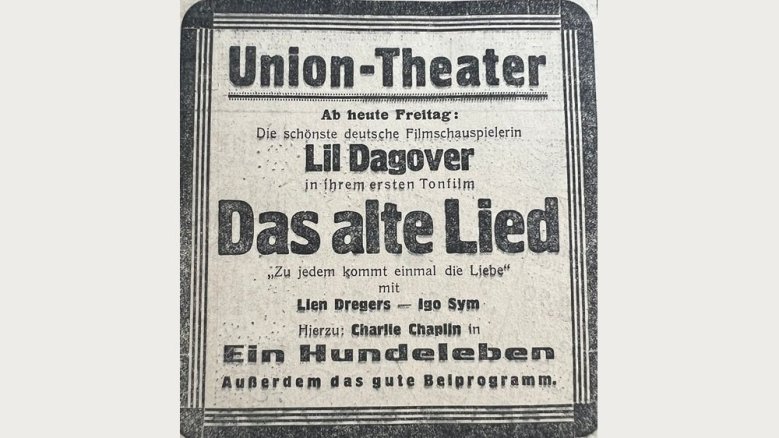 Union-Theater
Ab heute Freitag:
Die schönste deutsche Filmschauspielerin
Lil Dagover
in ihrem ersten Tonfilm
Das alte Lied
„Zu jedem kommt einmal die Liebe“
mit
Lien Dregers — Igo Sym
Hierzu: Charlie Chaplin in
Ein Hundeleben
Außerdem das gute Beiprogramm.